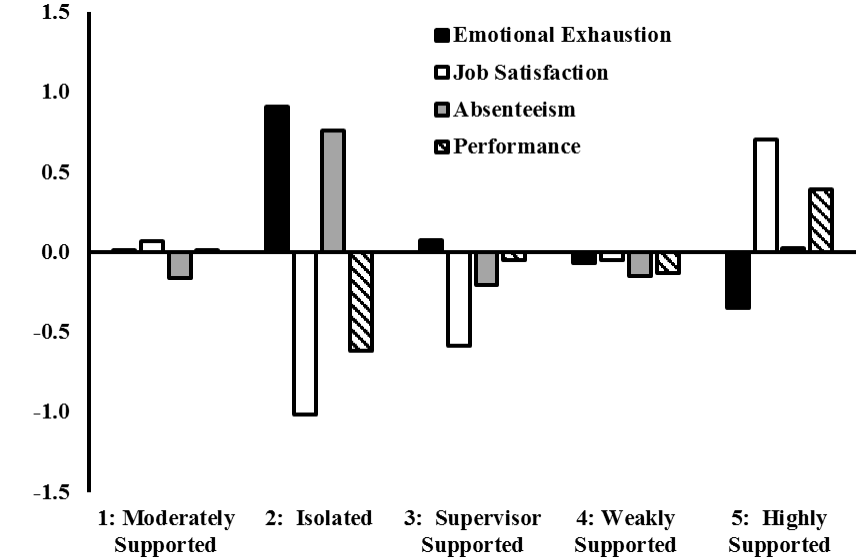 1.5
1.0
0.5
0.0
-0.5
-1.0
-1.5
Emotional Exhaustion
Job Satisfaction
Absenteeism
Performance
1: Moderately
Supported
2: Isolated
3: Supervisor
Supported
4: Weakly
Supported
5: Highly
Supported